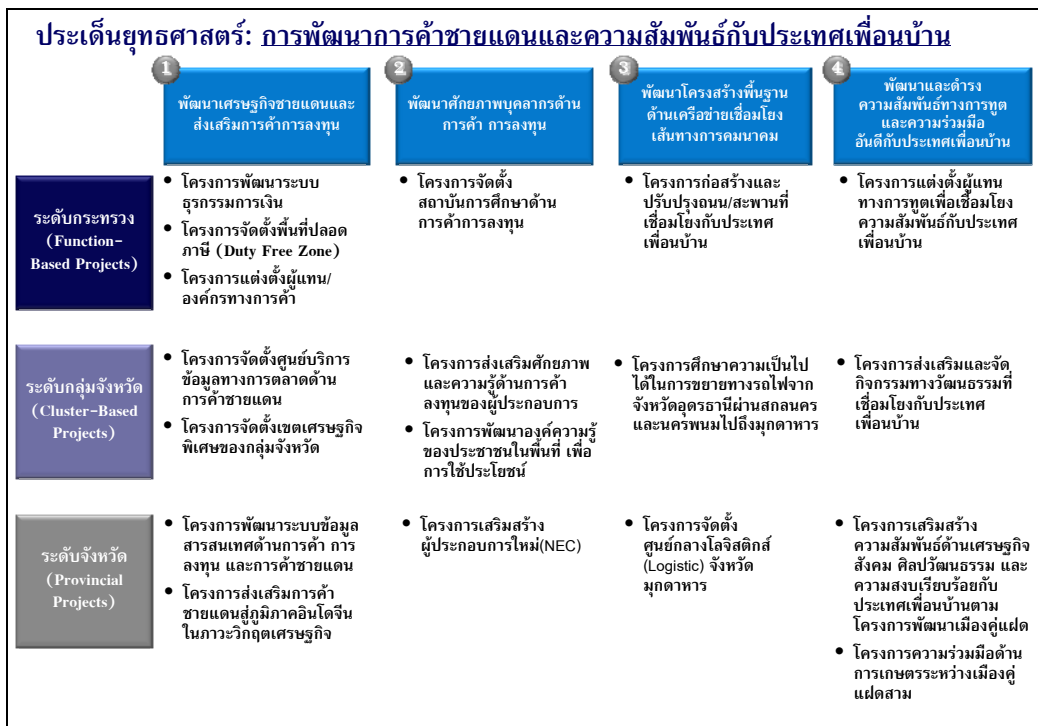 ประเด็นยุทธศาสตร์: การพัฒนาการค้าชายแดนและความสัมพันธ์กับประเทศเพื่อนบ้าน
1
พัฒนาเศรษฐกิจชายแดนและ
ส่งเสริมการค้าการลงทุน
2
พัฒนาศักยภาพบุคลากรด้าน
การค้า การลงทุน
3
พัฒนาโครงสร้างพื้นฐาน
ด้านเครือข่ายเชื่อมโยง
เส้นทางการคมนาคม
4
พัฒนาและดำรง
ความสัมพันธ์ทางการทูต
และความร่วมมือ
อันดีกับประเทศเพื่อนบ้าน
ระดับกระทรวง
(Function-
Based Projects)
• โครงการพัฒนาระบบ
ธุรกรรมการเงิน
• โครงการจัดตั้งพื้นที่ปลอด
ภาษี (Duty Free Zone)
• โครงการแต่งตั้งผู้แทน/
องค์กรทางการค้า
• โครงการจัดตั้ง
สถาบันการศึกษาด้าน
การค้าการลงทุน
• โครงการก่อสร้างและ
ปรับปรุงถนน/สะพานที่
เชื่อมโยงกับประเทศ
เพื่อนบ้าน
• โครงการแต่งตั้งผู้แทน
ทางการทูตเพื่อเชื่อมโยง
ความสัมพันธ์กับประเทศ
เพื่อนบ้าน
ระดับกลุ่มจังหวัด
(Cluster-Based
Projects)
• โครงการจัดตั้งศูนย์บริการ
ข้อมูลทางการตลาดด้าน
การค้าชายแดน
• โครงการจัดตั้งเขตเศรษฐกิจ
พิเศษของกลุ่มจังหวัด
• โครงการส่งเสริมศักยภาพ
และความรู้ด้านการค้า
ลงทุนของผู้ประกอบการ
• โครงการพัฒนาองค์ความรู้
ของประชาชนในพื้นที่ เพื่อ
การใช้ประโยชน์
• โครงการศึกษาความเป็นไป
ได้ในการขยายทางรถไฟจาก
จังหวัดอุดรธานีผ่านสกลนคร
และนครพนมไปถึงมุกดาหาร
• โครงการส่งเสริมและจัด
กิจกรรมทางวัฒนธรรมที่
เชื่อมโยงกับประเทศ
เพื่อนบ้าน
ระดับจังหวัด
(Provincial
Projects)
• โครงการพัฒนาระบบข้อมูล
สารสนเทศด้านการค้า การ
ลงทุน และการค้าชายแดน
• โครงการส่งเสริมการค้า
ชายแดนสู่ภูมิภาคอินโดจีน
ในภาวะวิกฤตเศรษฐกิจ
• โครงการเสริมสร้าง
ผู้ประกอบการใหม่(NEC)
• โครงการจัดตั้ง
ศูนย์กลางโลจิสติกส์
(Logistic) จังหวัด
มุกดาหาร
• โครงการเสริมสร้าง
ความสัมพันธ์ด้านเศรษฐกิจ
สังคม ศิลปวัฒนธรรม และ
ความสงบเรียบร้อยกับ
ประเทศเพื่อนบ้านตาม
โครงการพัฒนาเมืองคู่แฝด
• โครงการความร่วมมือด้าน
การเกษตรระหว่างเมืองคู่
แฝดสาม